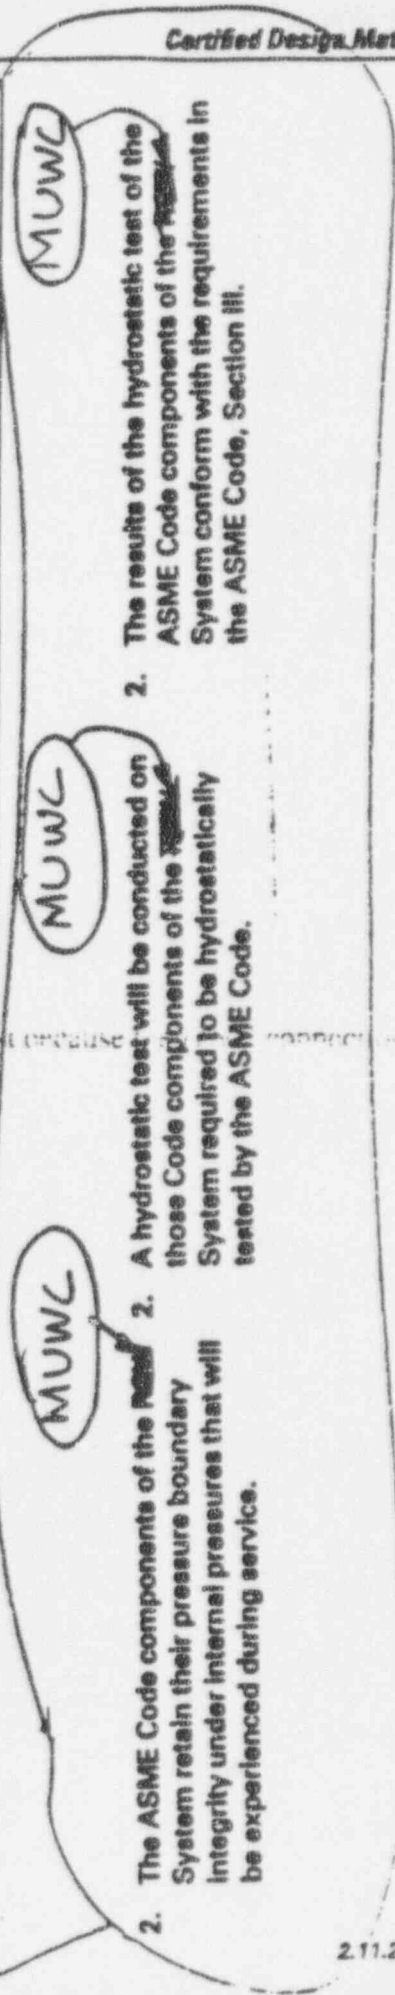 Certified Design Mat
MUWC
2. The ASME Code components of the
System retain their pressure boundary
integrity under internal pressures that will
be experienced during service.
MUWC
2. A hydrostatic test will be conducted on
those Code components of the
System required to be hydrostatically
tested by the ASME Code.
MUWC
2. The results of the hydrostatic test of the
ASME Code components of the
System conform with the requirements in
the ASME Code, Section III.
2.11.2